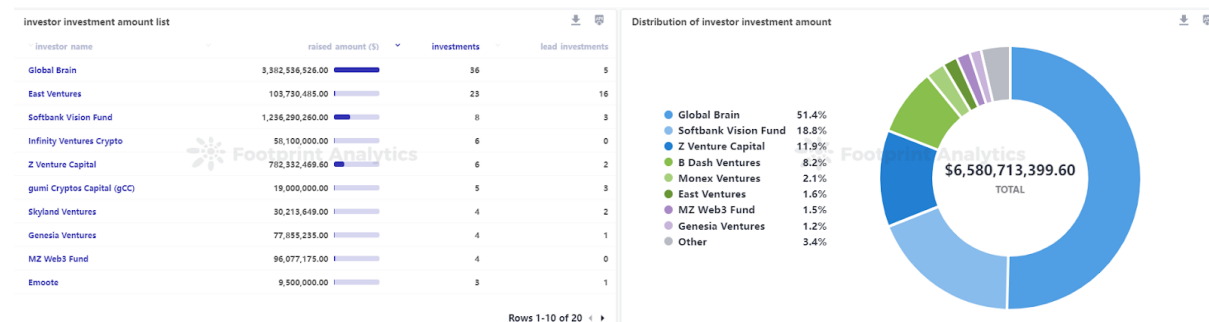 investor investment amount list
investor name raised amount ($) investments lead investments
Global Brain 3,382,536,526.00 36 5
East Ventures 103,730,485.00 23 16
Softbank Vision Fund 1,236,290,260.00 8 3
Infinity Ventures Crypto 58,100,000.00 6 0
Z Venture Capital 782,332,469.60 6 2
gumi Cryptos Capital (gCC) 19,000,000.00 5 3
Skyland Ventures 30,213,649.00 4 2
Genesia Ventures 77,855,235.00 4 1
MZ Web3 Fund 96,077,175.00 4 0
Emoote 9,500,000.00 3 1
Rows 1-10 of 20
Footprint Analytics
Distribution of investor investment amount
Global Brain 51.4%
Softbank Vision Fund 18.8%
Z Venture Capital 11.9%
B Dash Ventures 8.2%
Monex Ventures 2.1%
East Ventures 1.6%
MZ Web3 Fund 1.5%
Genesia Ventures 1.2%
Other 3.4%
$6,580,713,399.60
TOTAL
Footprint Analytics